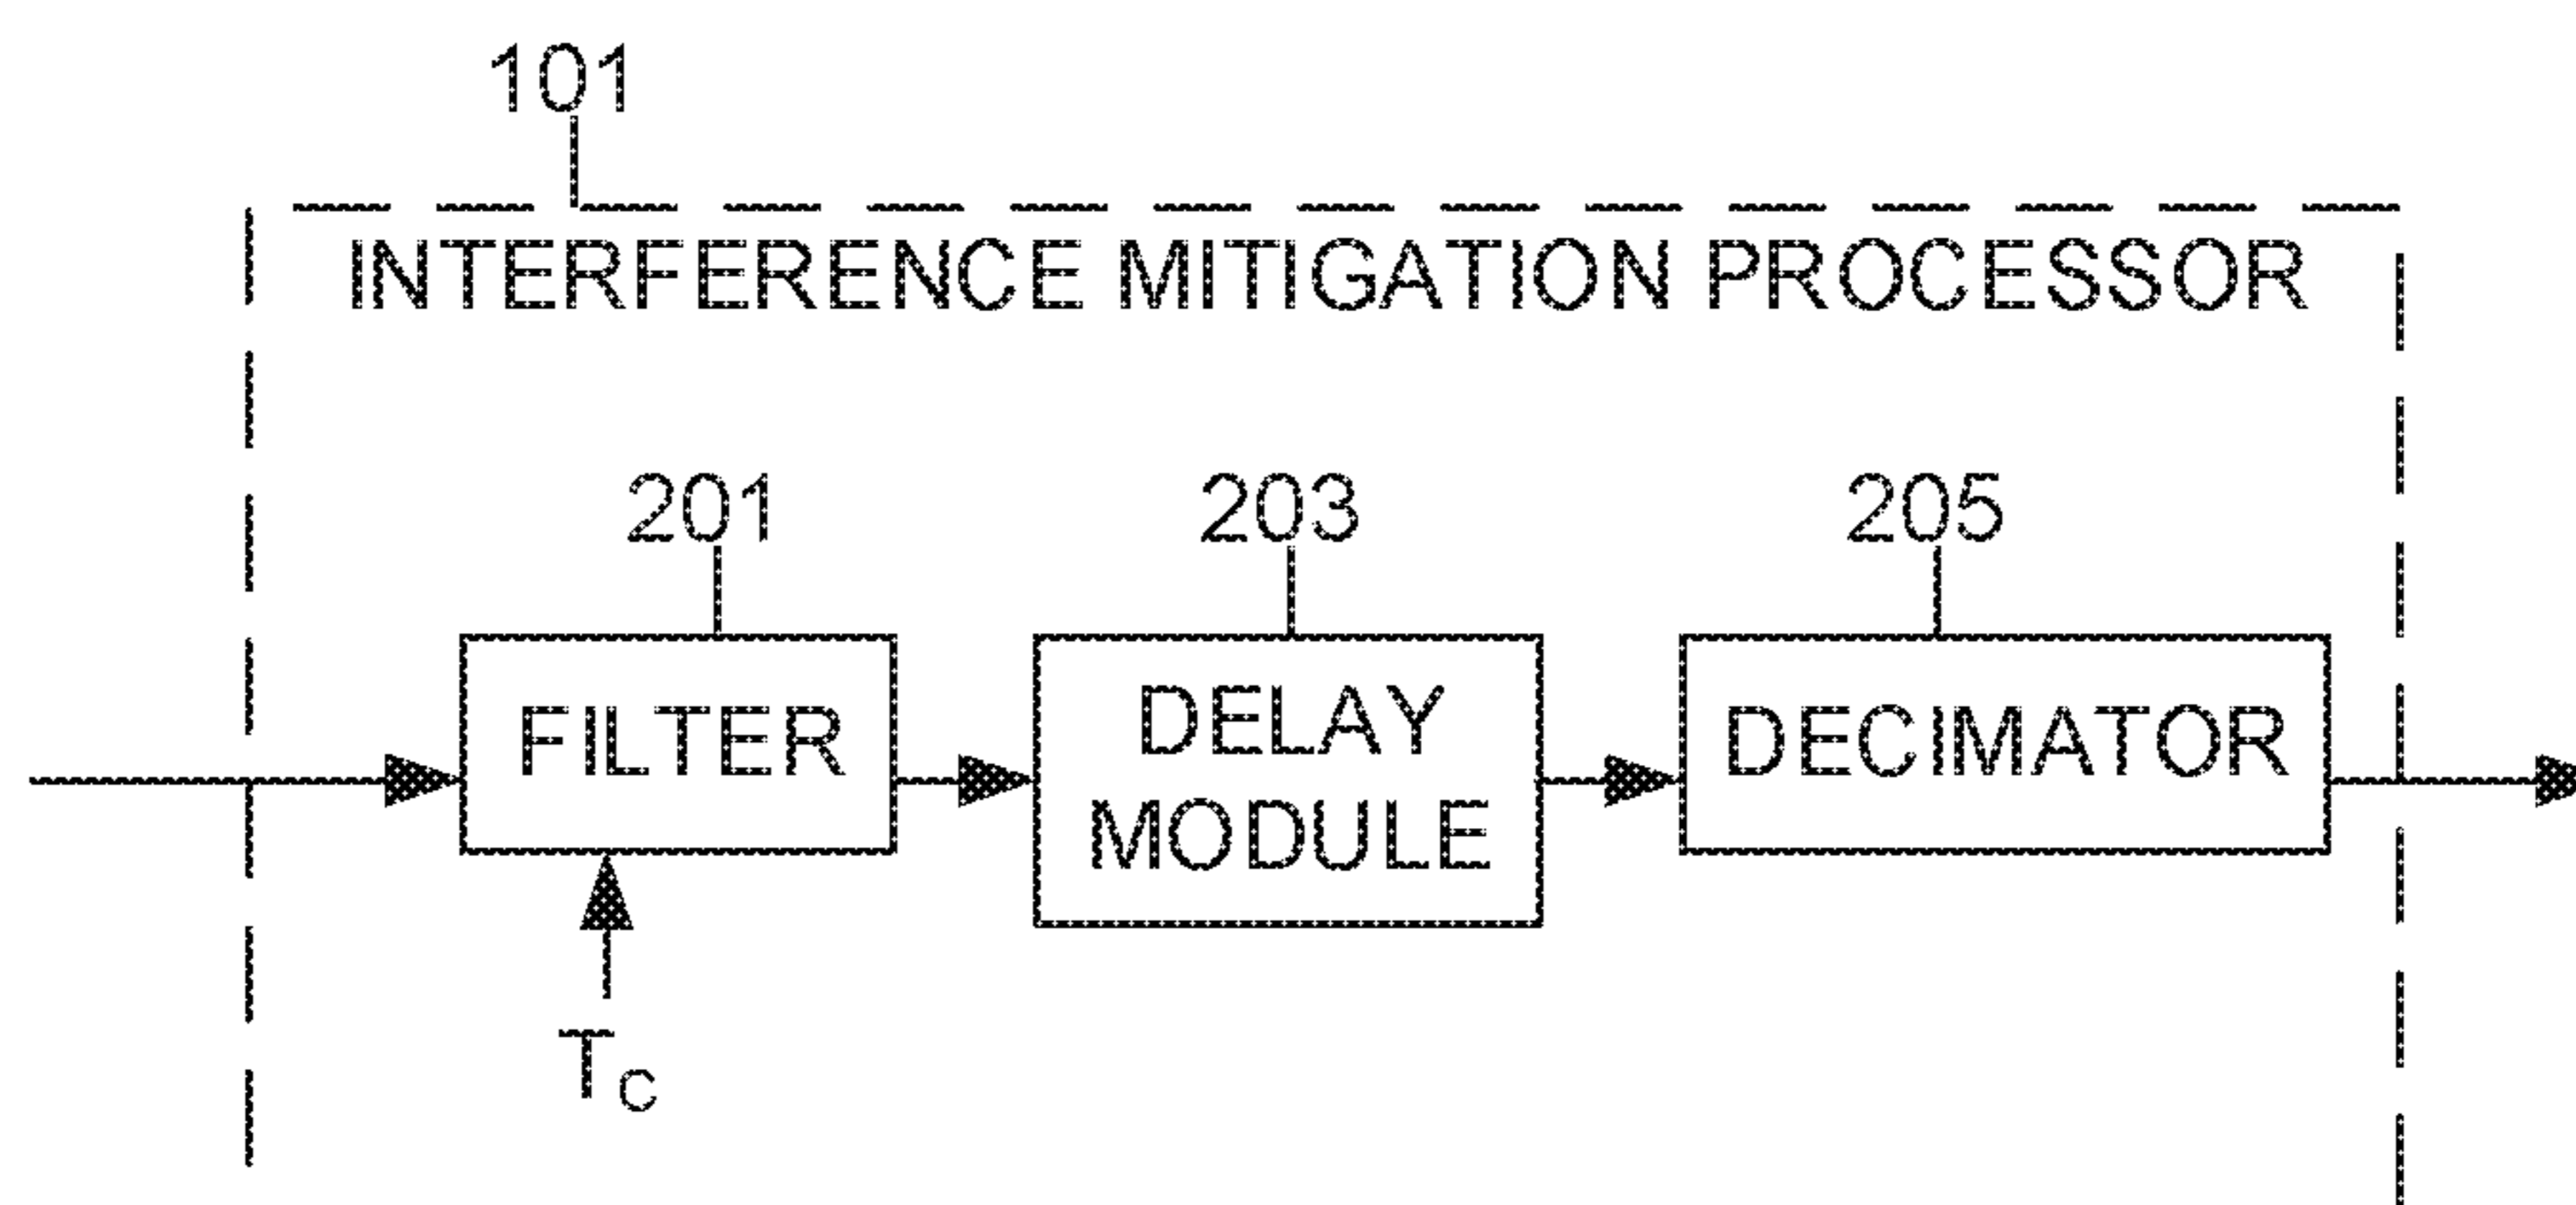 101
INTERFERENCE MITIGATION PROCESSOR
201
203
205
FILTER
DELAY
MODULE
DECIMATOR
TC